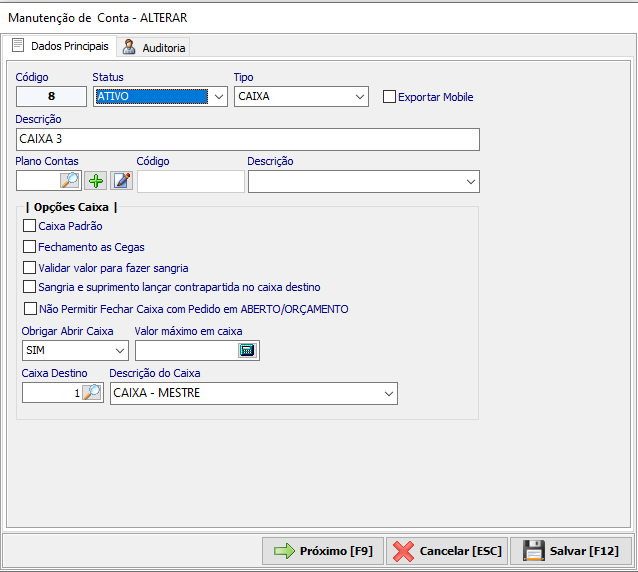 Manutenção de Conta - ALTERAR
Dados Principais Auditoria
Código Status Tipo
8 ATIVO CAIXA Exportar Mobile
Descrição
CAIXA 3
Plano Contas Código Descrição
| Opções Caixa |
Caixa Padrão
Fechamento as Cegas
Validar valor para fazer sangria
Sangria e suprimento lançar contrapartida no caixa destino
Não Permitir Fechar Caixa com Pedido em ABERTO/ORÇAMENTO
Obrigar Abrir Caixa Valor máximo em caixa
SIM
Caixa Destino Descrição do Caixa
1 CAIXA - MESTRE
Próximo [F9] Cancelar [ESC] Salvar [F12]